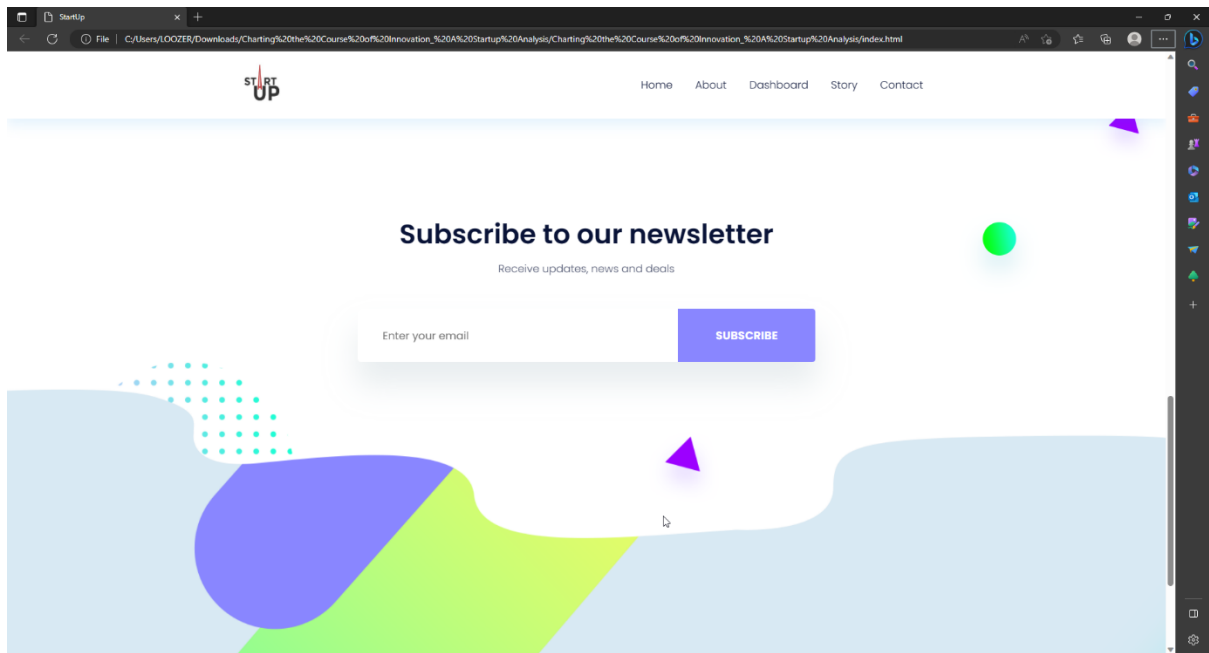 StartUp
File | C:/Users/LOOZER/Downloads/Charting%20the%20Course%20of%20Innovation_%20A%20Startup%20Analysis/Charting%20the%20Course%20of%20Innovation_%20A%20Startup%20Analysis/index.html
START
UP
Home About Dashboard Story Contact
Subscribe to our newsletter
Receive updates, news and deals
Enter your email SUBSCRIBE